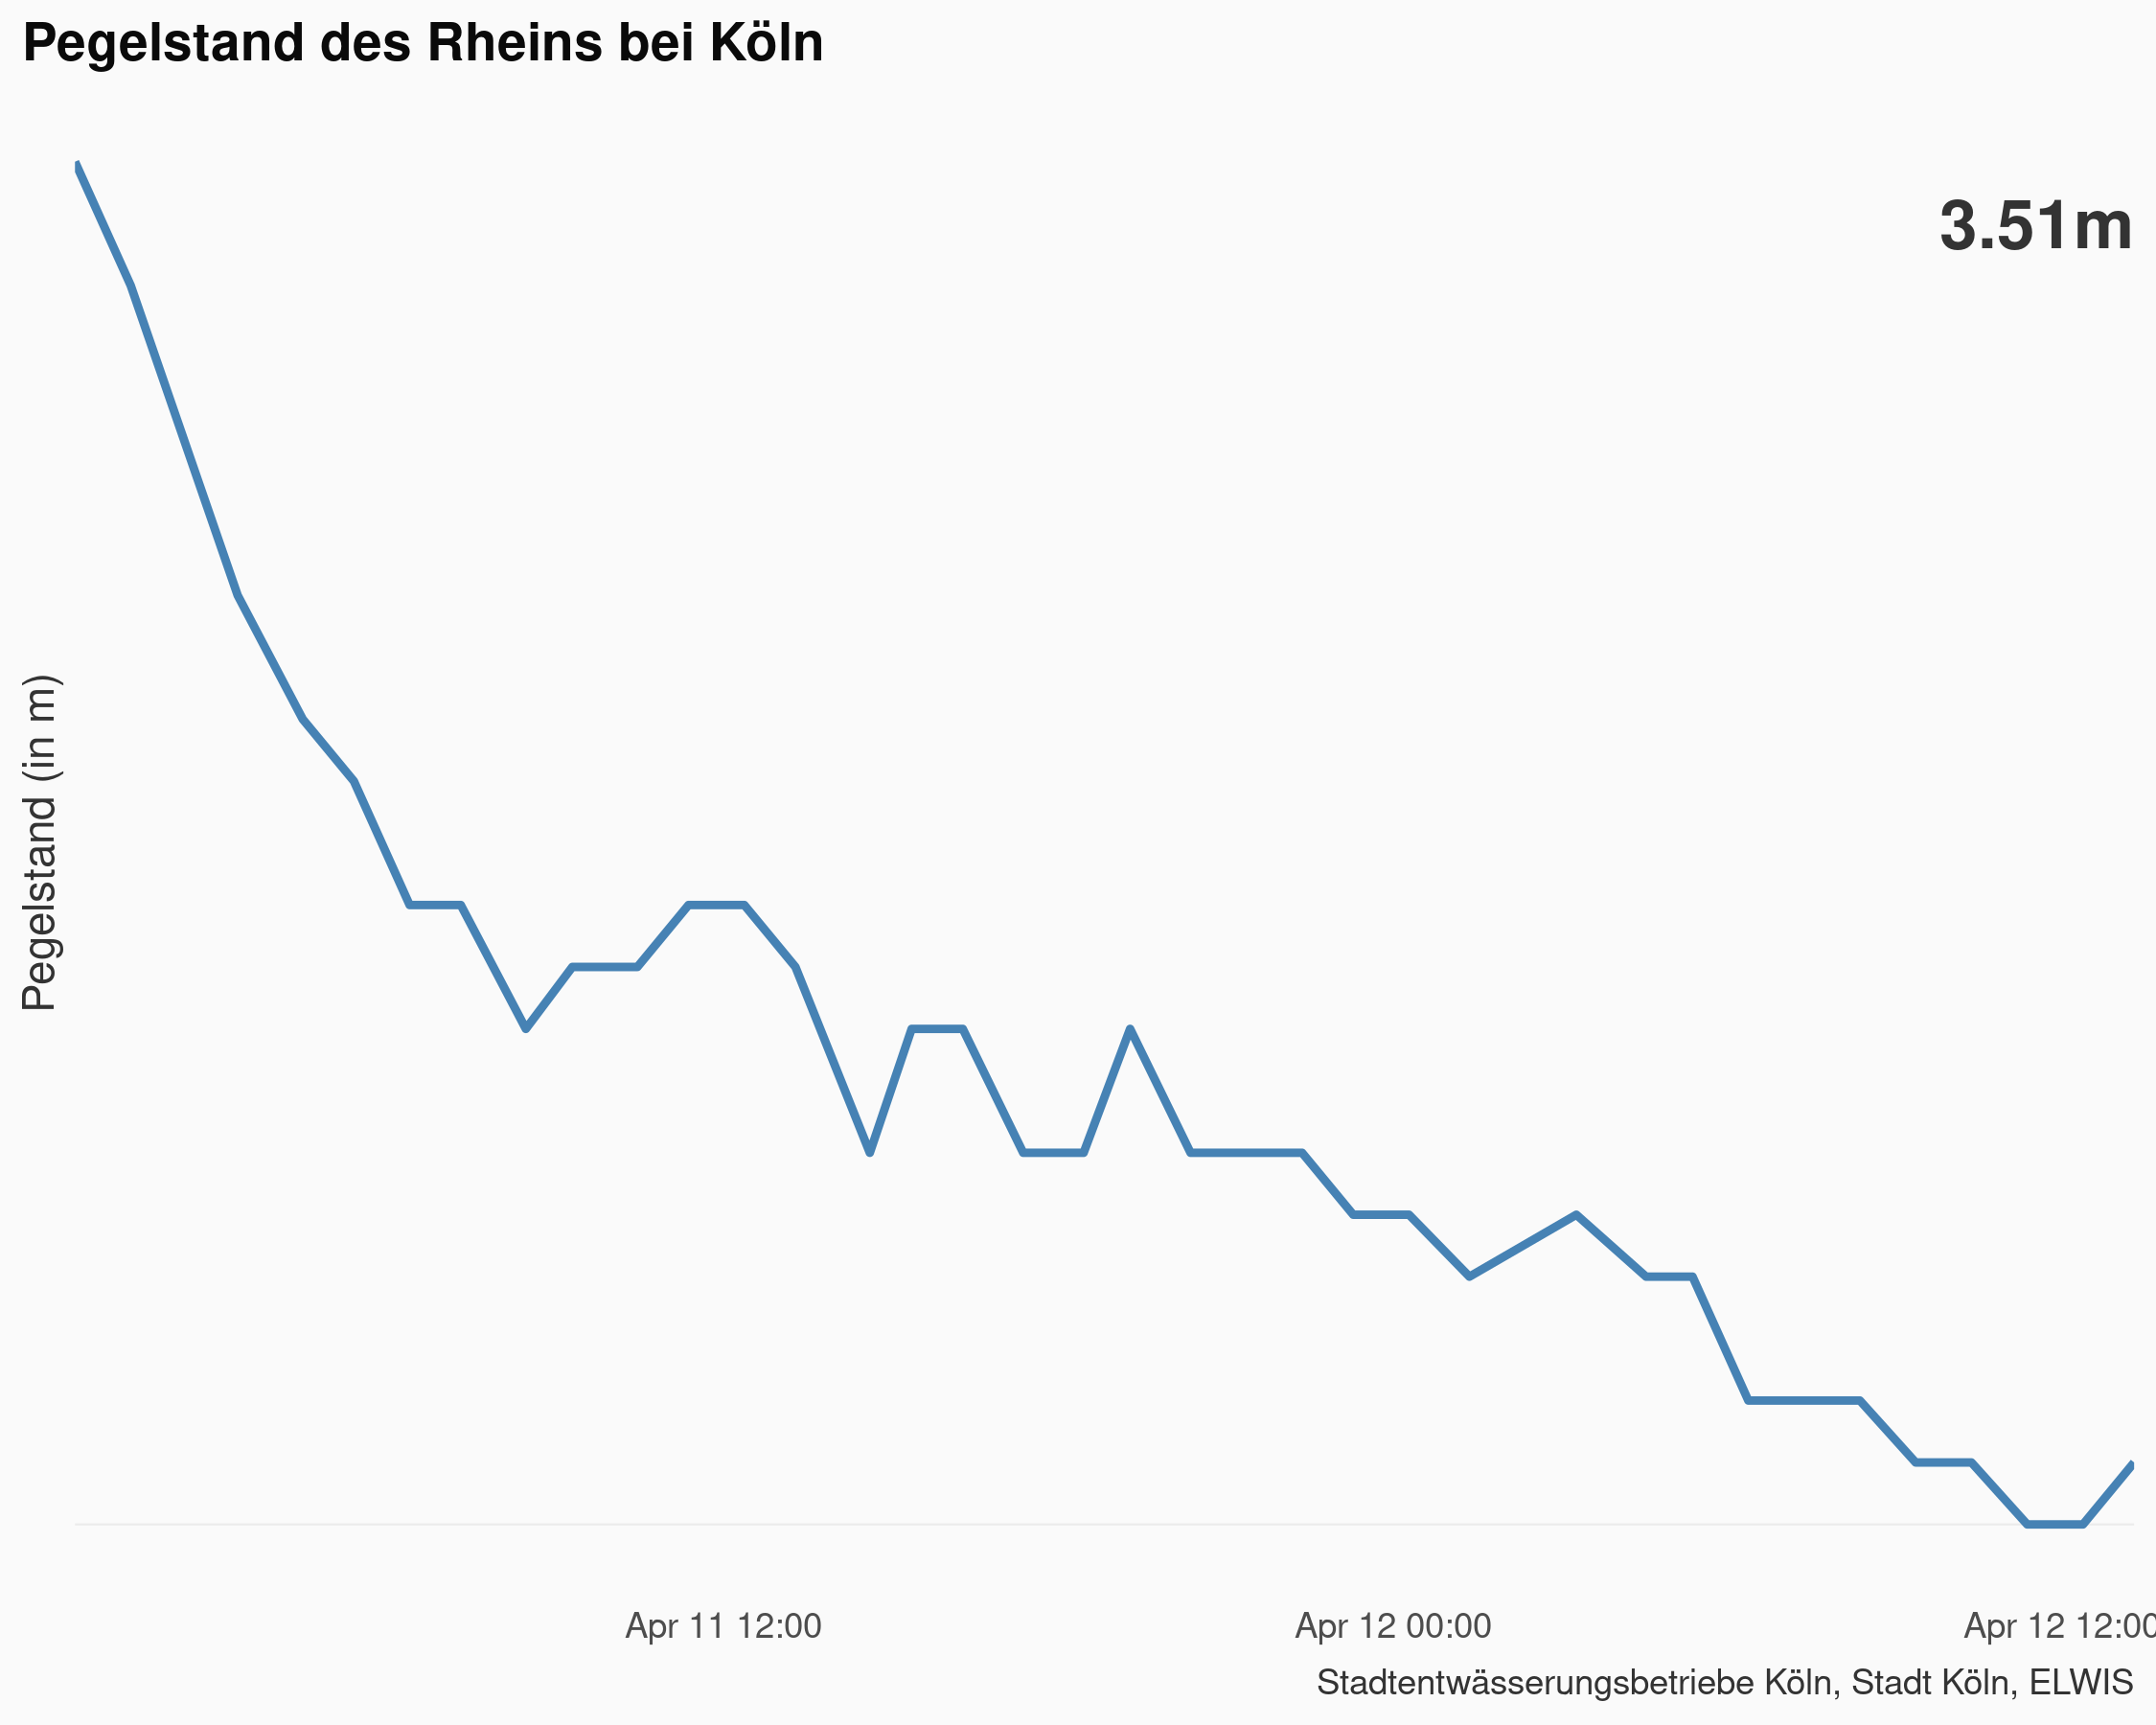 Pegelstand des Rheins bei Köln
3.51m
Pegelstand (in m)
Apr 11 12:00
Apr 12 00:00
Apr 12 12:00
Stadtentwässerungsbetriebe Köln, Stadt Köln, ELWIS